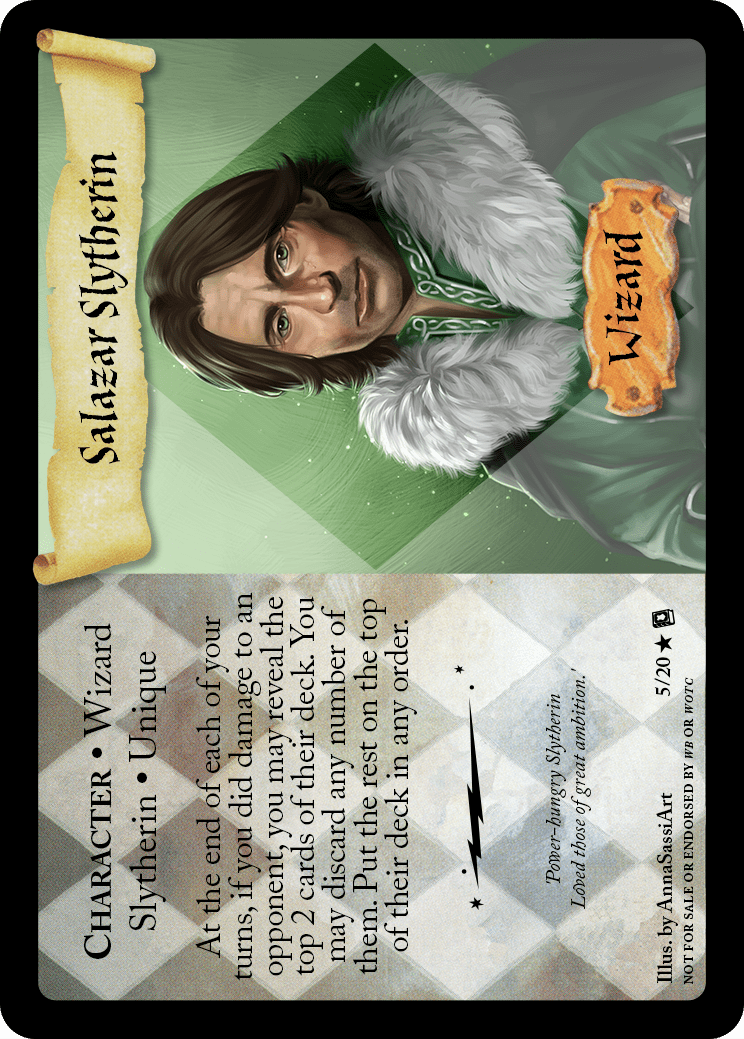 Salazar Slytherin
Wizard
CHARACTER • Wizard
Slytherin • Unique
At the end of each of your
turns, if you did damage to an
opponent, you may reveal the
top 2 cards of their deck. You
may discard any number of
them. Put the rest on the top
of their deck in any order.
'Power-hungry Slytherin
Loved those of great ambition.'
Illus. by AnnaSassiArt 5/20 ★
NOT FOR SALE OR ENDORSED BY WB OR WOTC